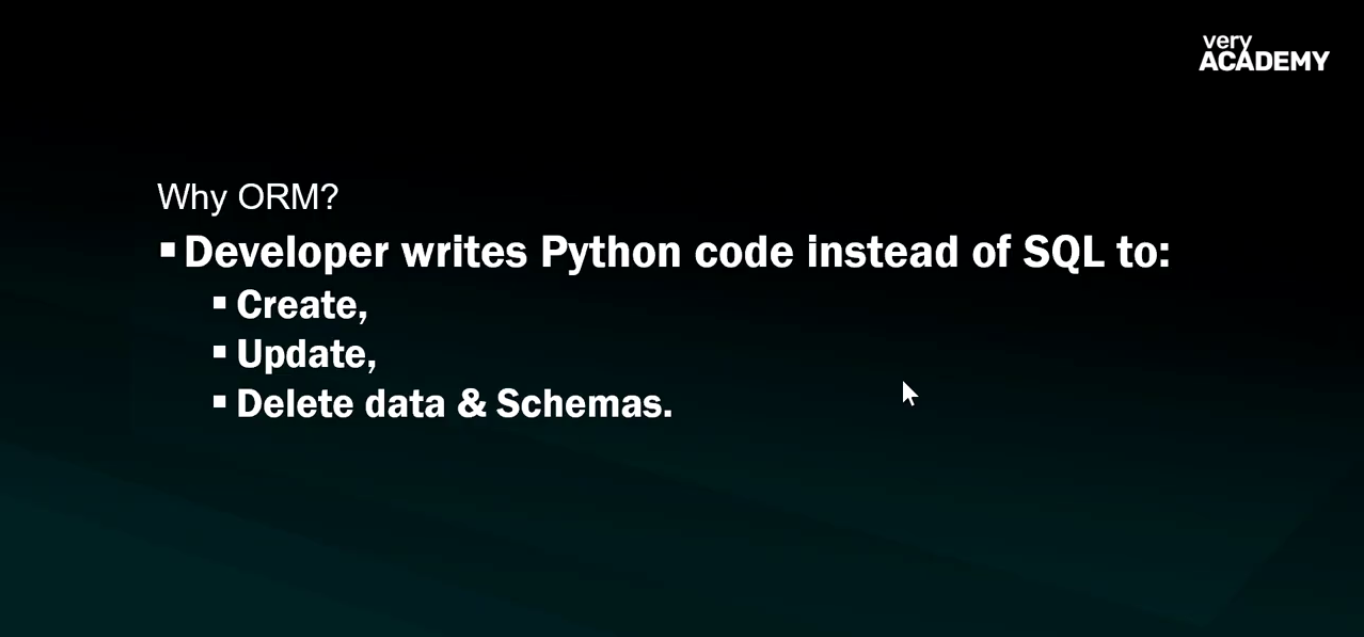 very
ACADEMY
Why ORM?
▪ Developer writes Python code instead of SQL to:
▪ Create,
▪ Update,
▪ Delete data & Schemas.